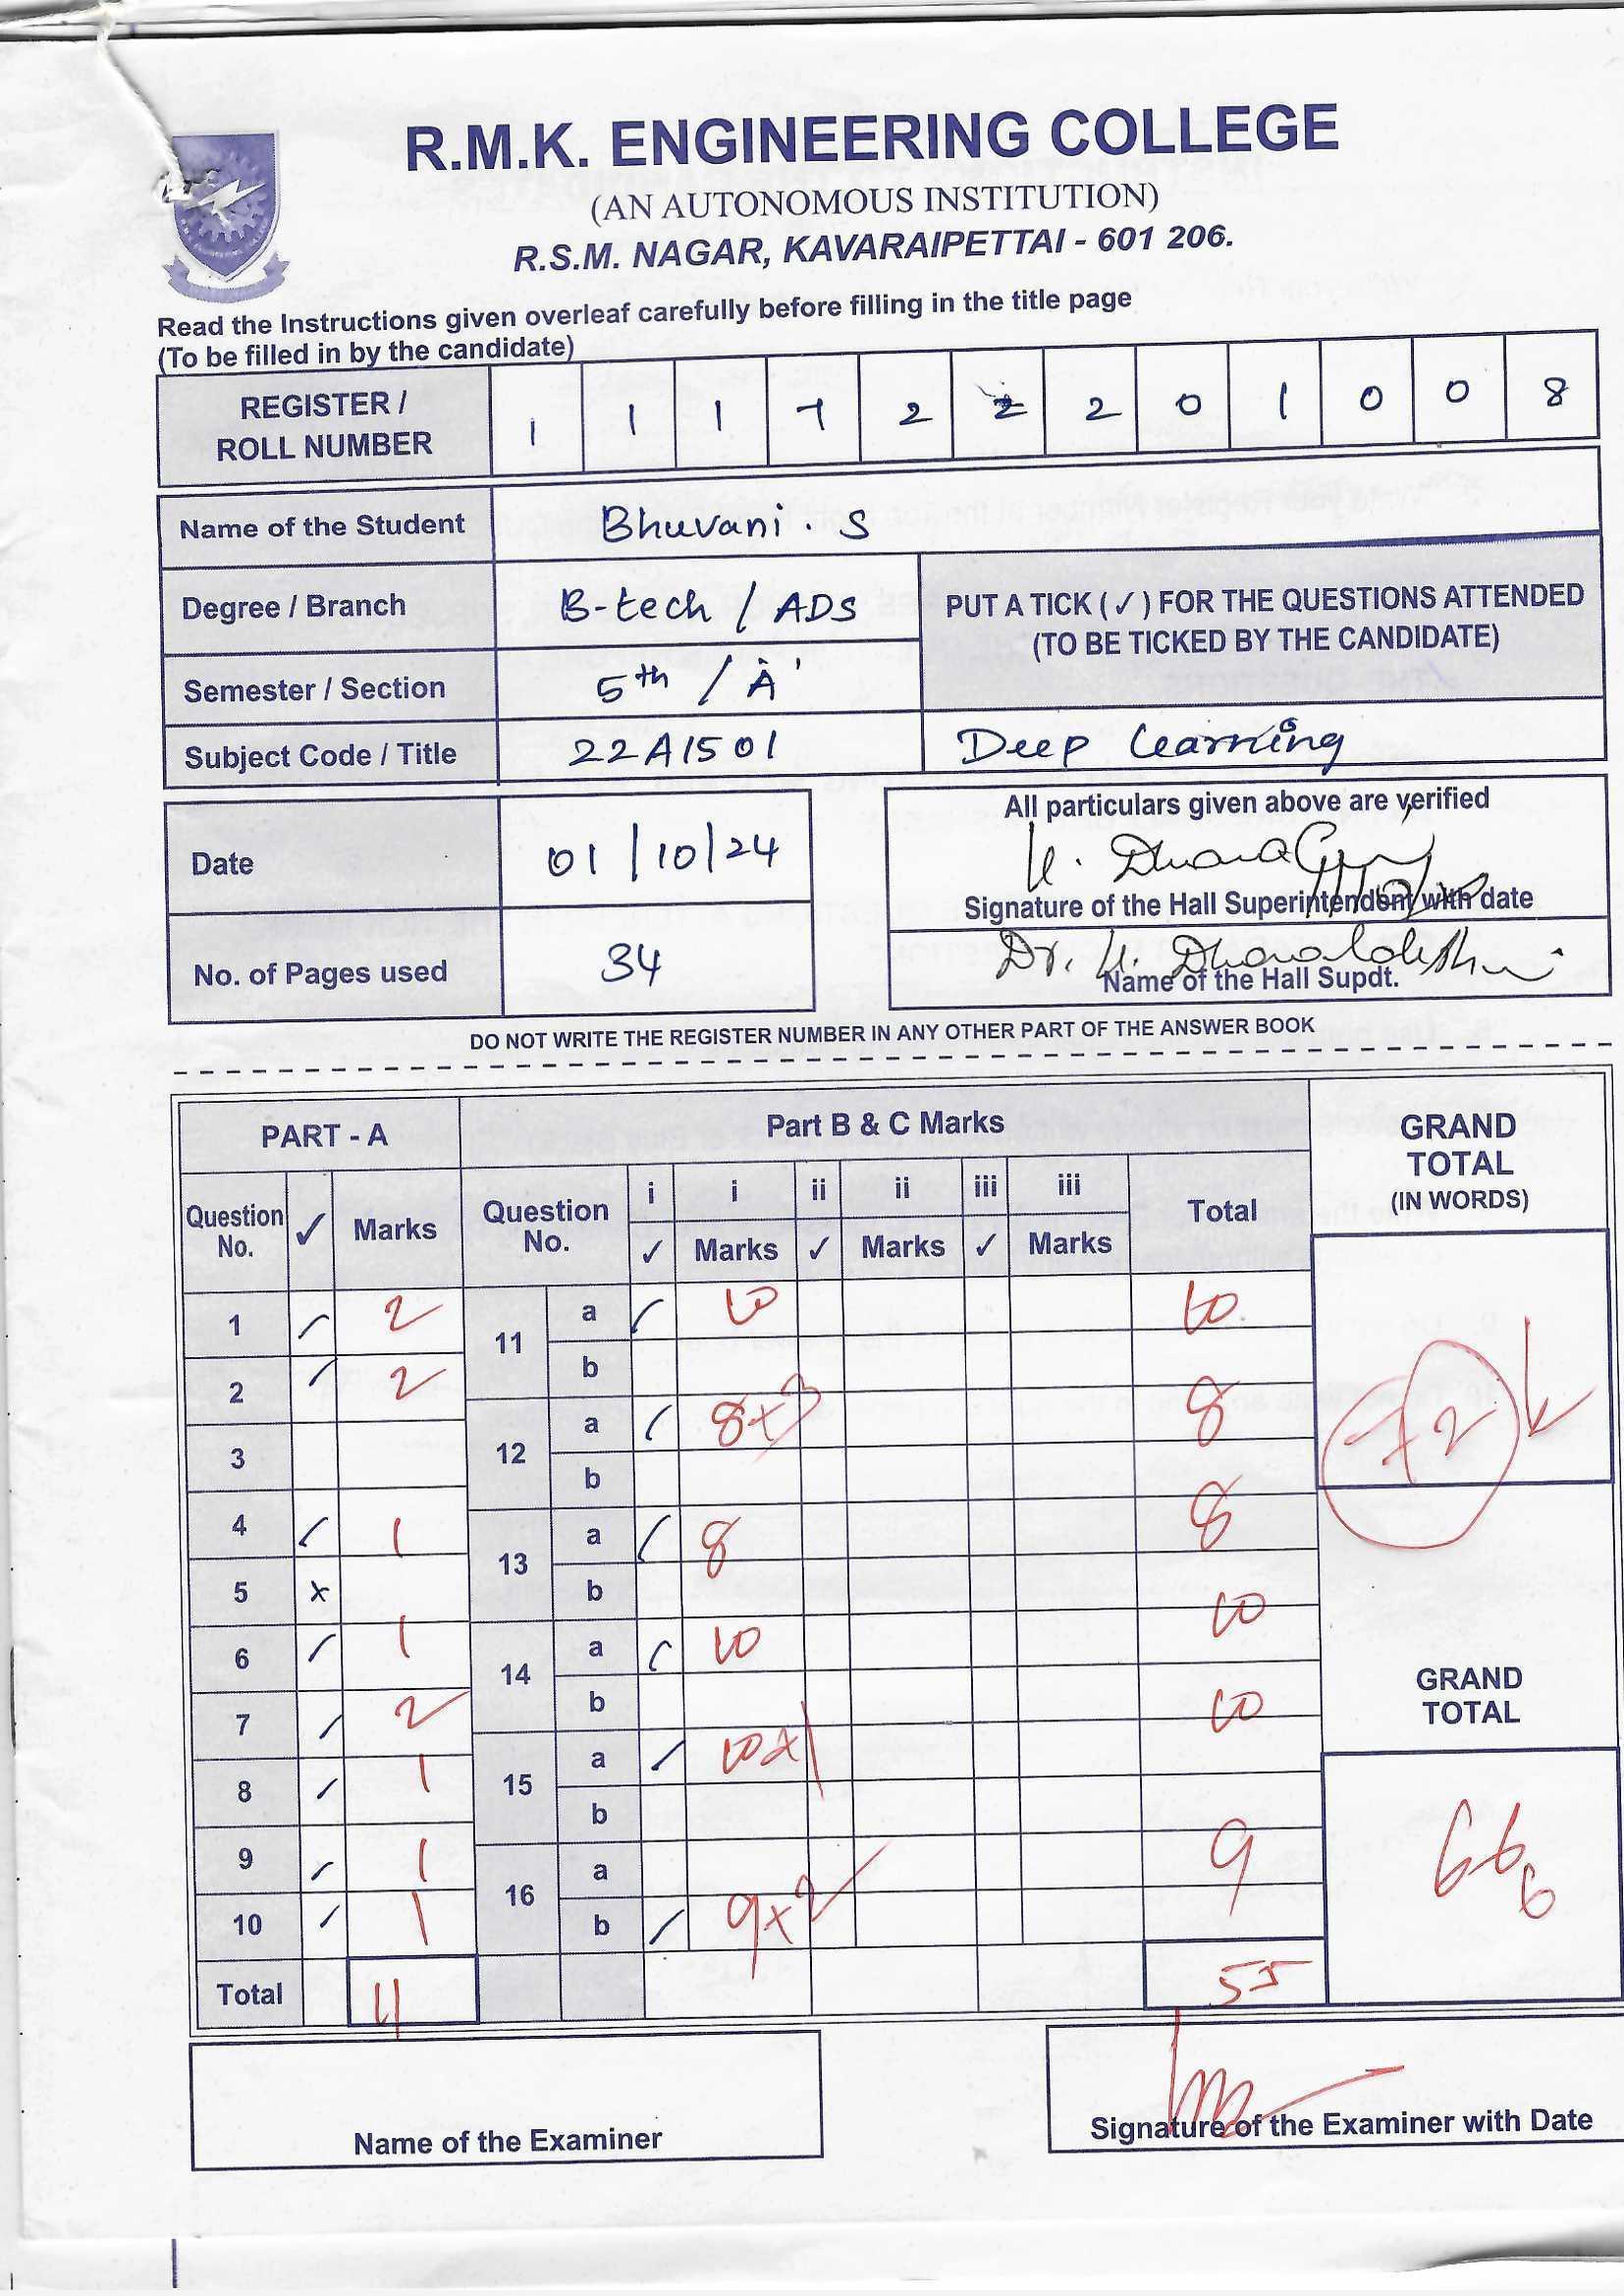 R.M.K. ENGINEERING COLLEGE
(AN AUTONOMOUS INSTITUTION)
R.S.M. NAGAR, KAVARAIPETTAI - 601 206.
Read the Instructions given overleaf carefully before filling in the title page
(To be filled in by the candidate)
REGISTER / ROLL NUMBER 1 1 1 7 2 2 2 0 1 0 0 8
Name of the Student Bhuvani . S
Degree / Branch B-tech / ADS
PUT A TICK (✓) FOR THE QUESTIONS ATTENDED
(TO BE TICKED BY THE CANDIDATE)
Semester / Section 5th / 'A'
Subject Code / Title 22AI501 Deep Learning
All particulars given above are verified
Date 01/10/24
Signature of the Hall Superintendent with date
No. of Pages used 34
Dr.
Name of the Hall Supdt.
DO NOT WRITE THE REGISTER NUMBER IN ANY OTHER PART OF THE ANSWER BOOK
PART - A Part B & C Marks GRAND TOTAL (IN WORDS)
Question No. ✓ Marks Question No. i ✓ i Marks ii ✓ ii Marks iii ✓ iii Marks Total
1 ✓ 2 11 a ✓ 10 10
2 ✓ 2 b
3 12 a ✓ 8+3 8 72
b
4 ✓ 1 13 a ✓ 8 8
5 x b
6 ✓ 1 14 a ✓ 10 10
GRAND TOTAL
7 ✓ 2 b
8 ✓ 1 15 a ✓ 10+1 10
b
9 ✓ 1 16 a 66
10 ✓ 1 b ✓ 9+2 9
Total 11 55
Name of the Examiner
Signature of the Examiner with Date